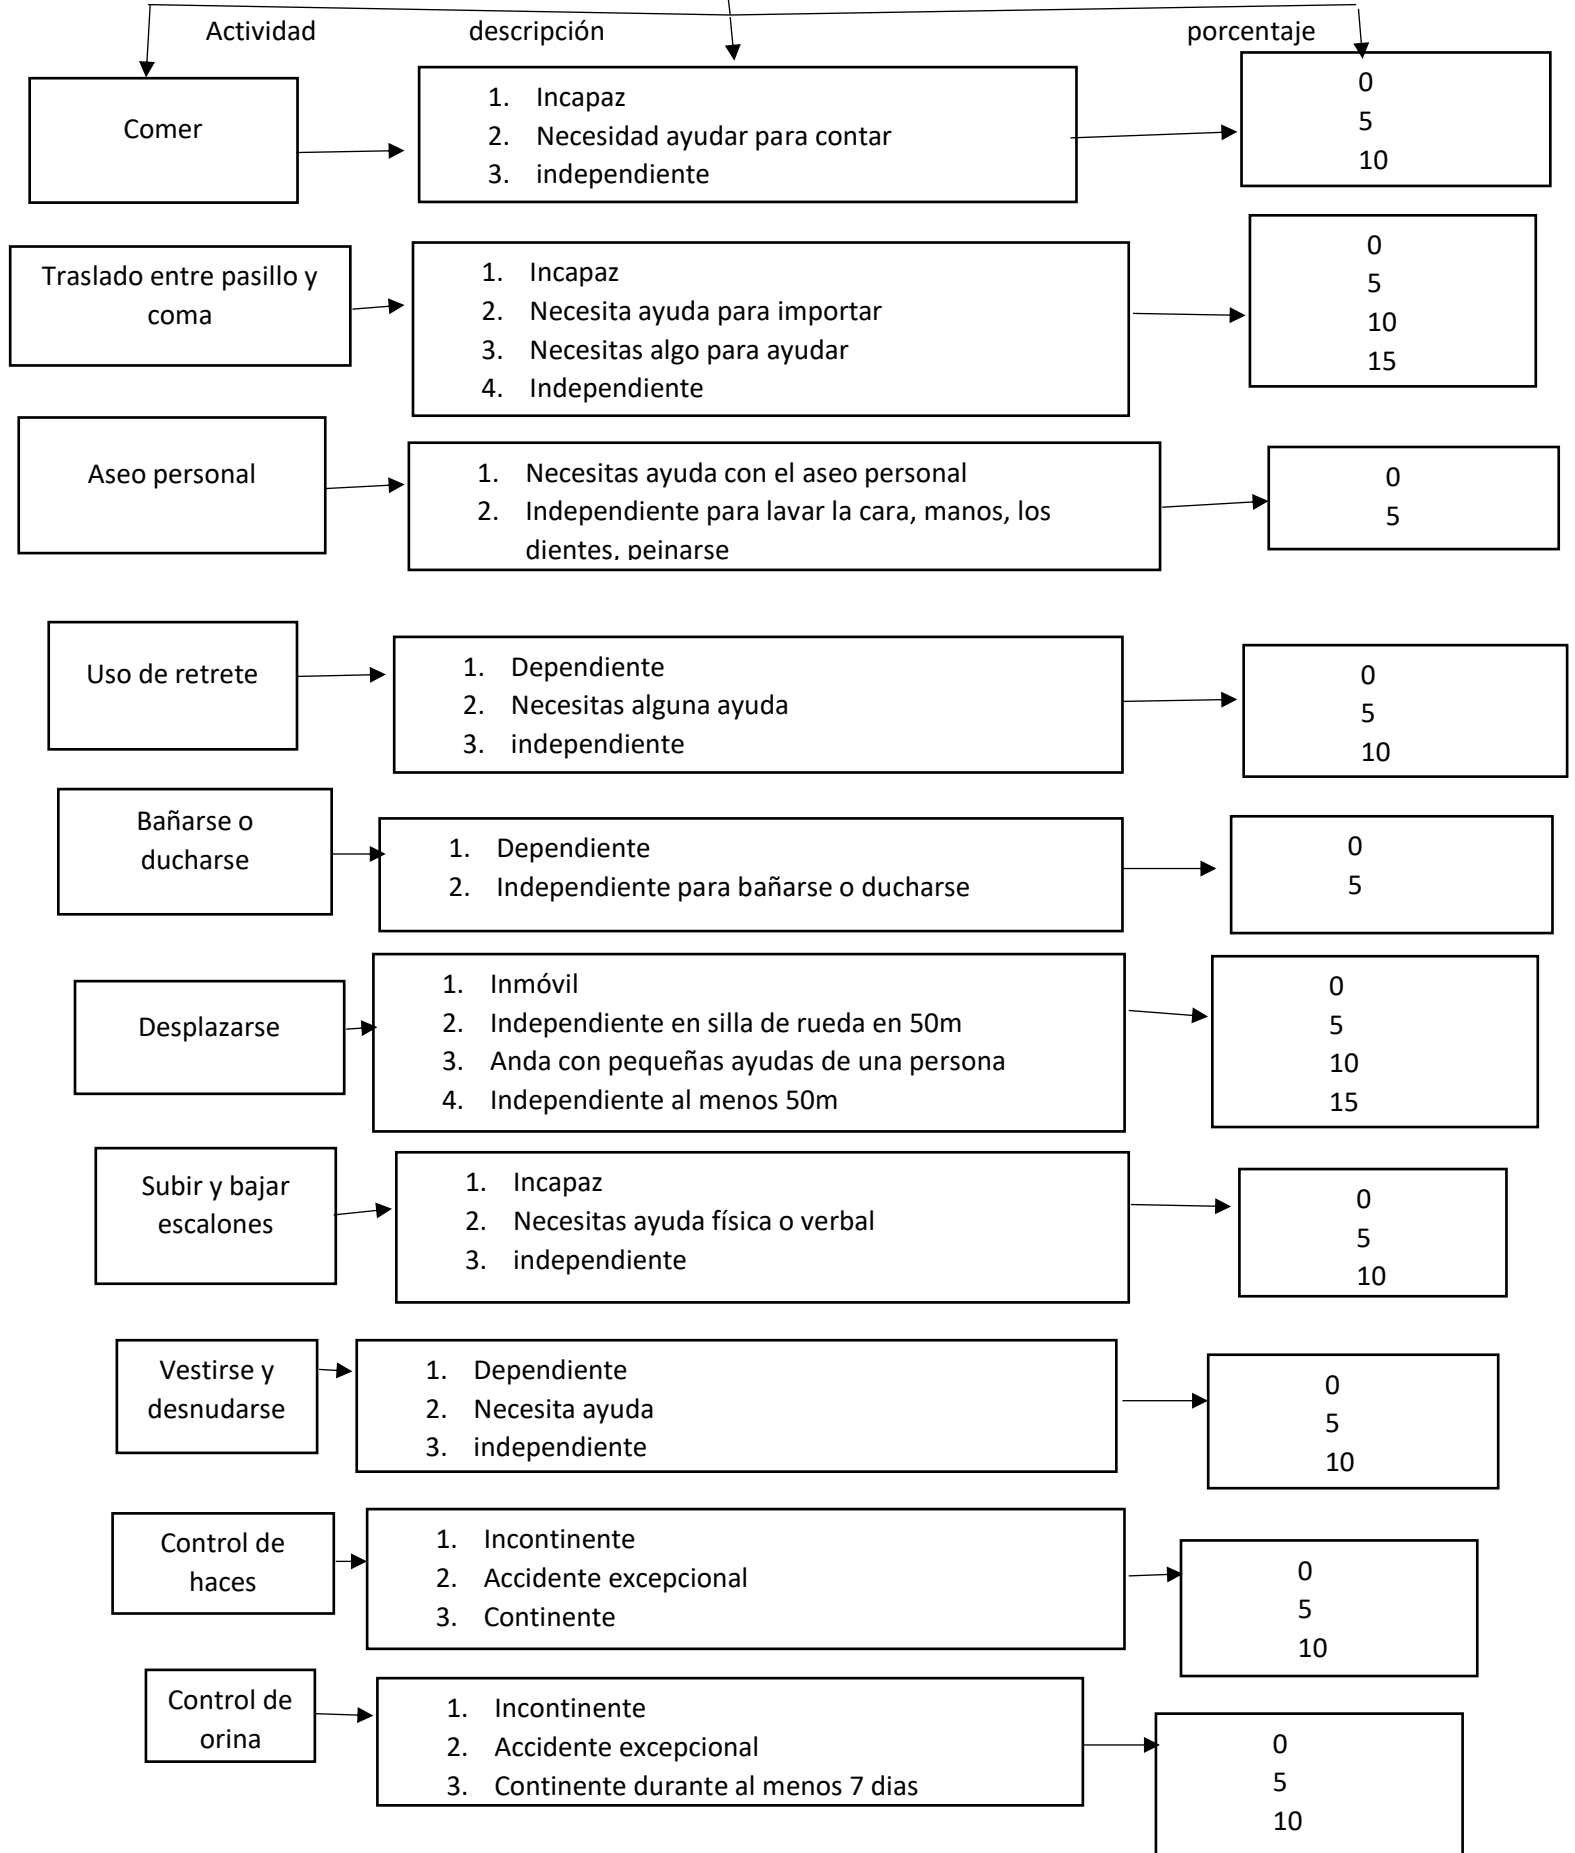 Actividad descripción porcentaje
Comer
1. Incapaz
2. Necesidad ayudar para contar
3. independiente
0
5
10
Traslado entre pasillo y
coma
1. Incapaz
2. Necesita ayuda para importar
3. Necesitas algo para ayudar
4. Independiente
0
5
10
15
Aseo personal
1. Necesitas ayuda con el aseo personal
2. Independiente para lavar la cara, manos, los
dientes, peinarse
0
5
Uso de retrete
1. Dependiente
2. Necesitas alguna ayuda
3. independiente
0
5
10
Bañarse o
ducharse
1. Dependiente
2. Independiente para bañarse o ducharse
0
5
Desplazarse
1. Inmóvil
2. Independiente en silla de rueda en 50m
3. Anda con pequeñas ayudas de una persona
4. Independiente al menos 50m
0
5
10
15
Subir y bajar
escalones
1. Incapaz
2. Necesitas ayuda física o verbal
3. independiente
0
5
10
Vestirse y
desnudarse
1. Dependiente
2. Necesita ayuda
3. independiente
0
5
10
Control de
haces
1. Incontinente
2. Accidente excepcional
3. Continente
0
5
10
Control de
orina
1. Incontinente
2. Accidente excepcional
3. Continente durante al menos 7 dias
0
5
10